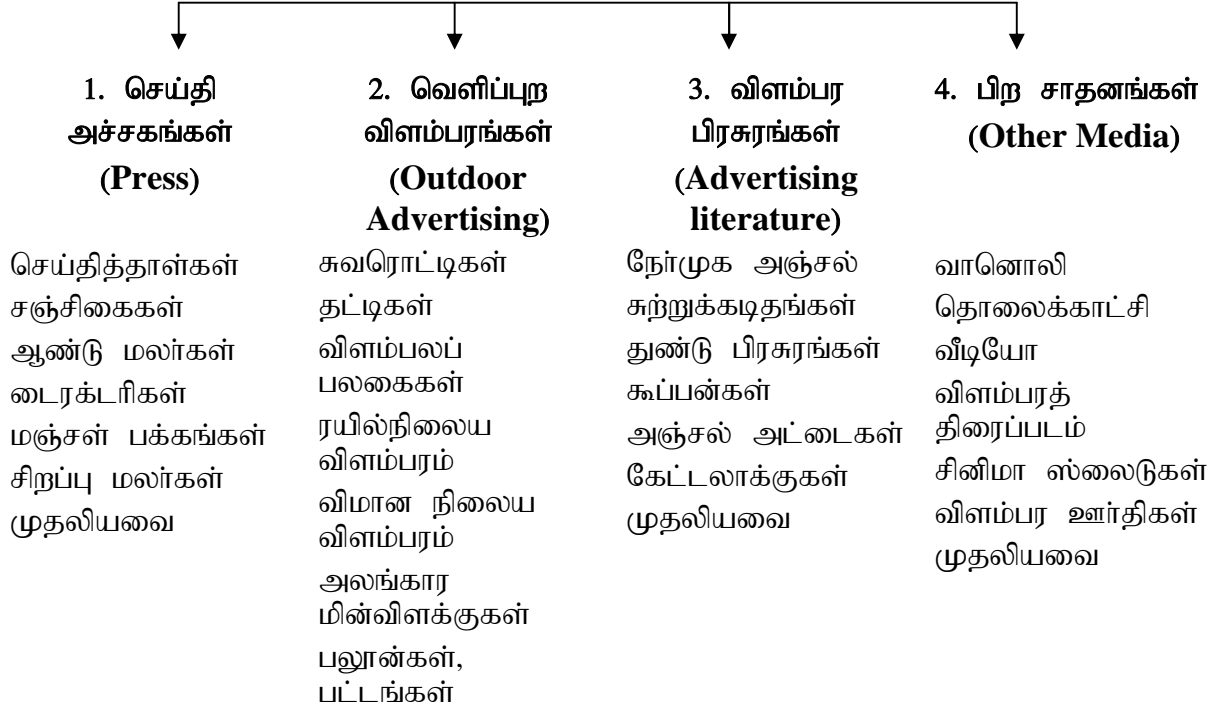 1. செய்தி
அச்சகங்கள்
(Press)
செய்தித்தாள்கள்
சஞ்சிகைகள்
ஆண்டு மலர்கள்
டைரக்டரிகள்
மஞ்சள் பக்கங்கள்
சிறப்பு மலர்கள்
முதலியவை
2. வெளிப்புற
விளம்பரங்கள்
(Outdoor
Advertising)
சுவரொட்டிகள்
தட்டிகள்
விளம்பலப்
பலகைகள்
ரயில்நிலைய
விளம்பரம்
விமான நிலைய
விளம்பரம்
அலங்கார
மின்விளக்குகள்
பலூன்கள்,
பட்டங்கள்
3. விளம்பர
பிரசுரங்கள்
(Advertising
literature)
நேர்முக அஞ்சல்
சுற்றுக்கடிதங்கள்
துண்டு பிரசுரங்கள்
கூப்பன்கள்
அஞ்சல் அட்டைகள்
கேட்டலாக்குகள்
முதலியவை
4. பிற சாதனங்கள்
(Other Media)
வானொலி
தொலைக்காட்சி
வீடியோ
விளம்பரத்
திரைப்படம்
சினிமா ஸ்லைடுகள்
விளம்பர ஊர்திகள்
முதலியவை